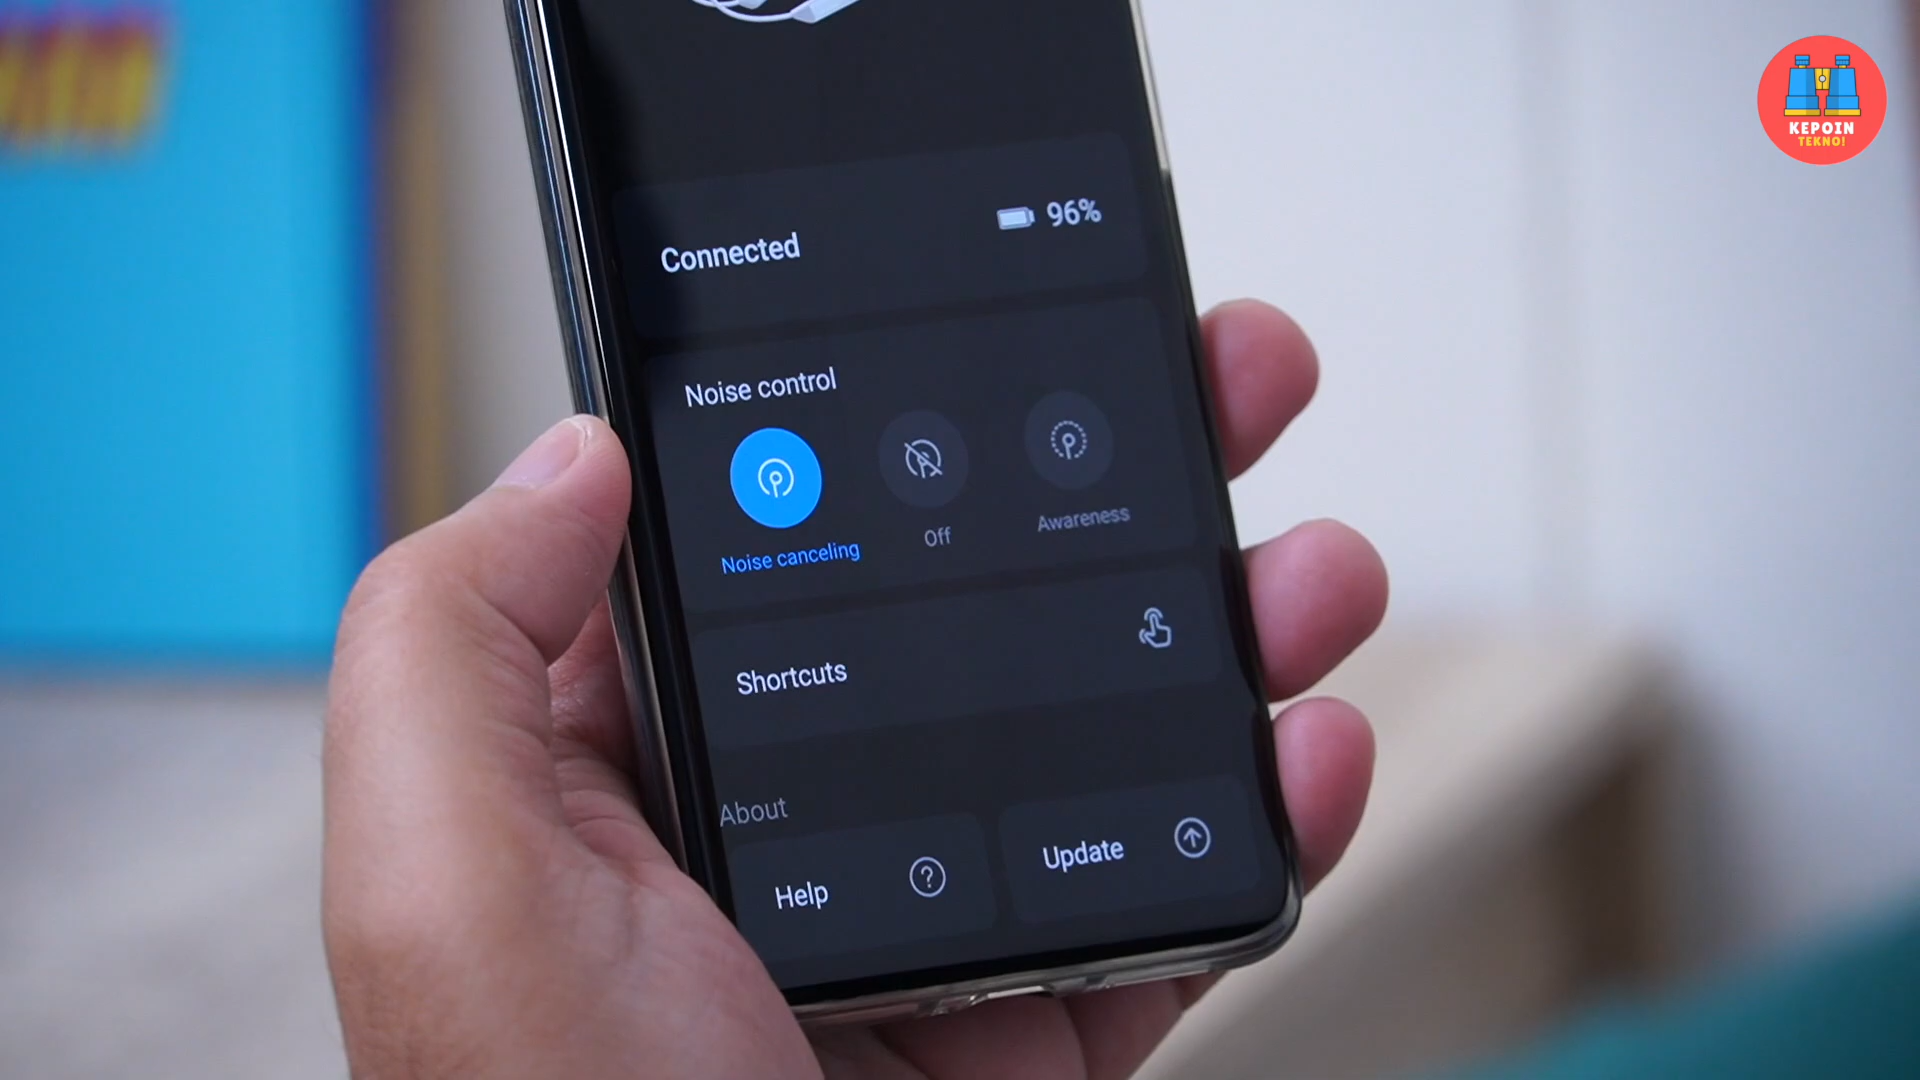 KEPOIN
TEKNO!
96%
Connected
Noise control
Noise canceling
Off
Awareness
Shortcuts
About
Help
Update